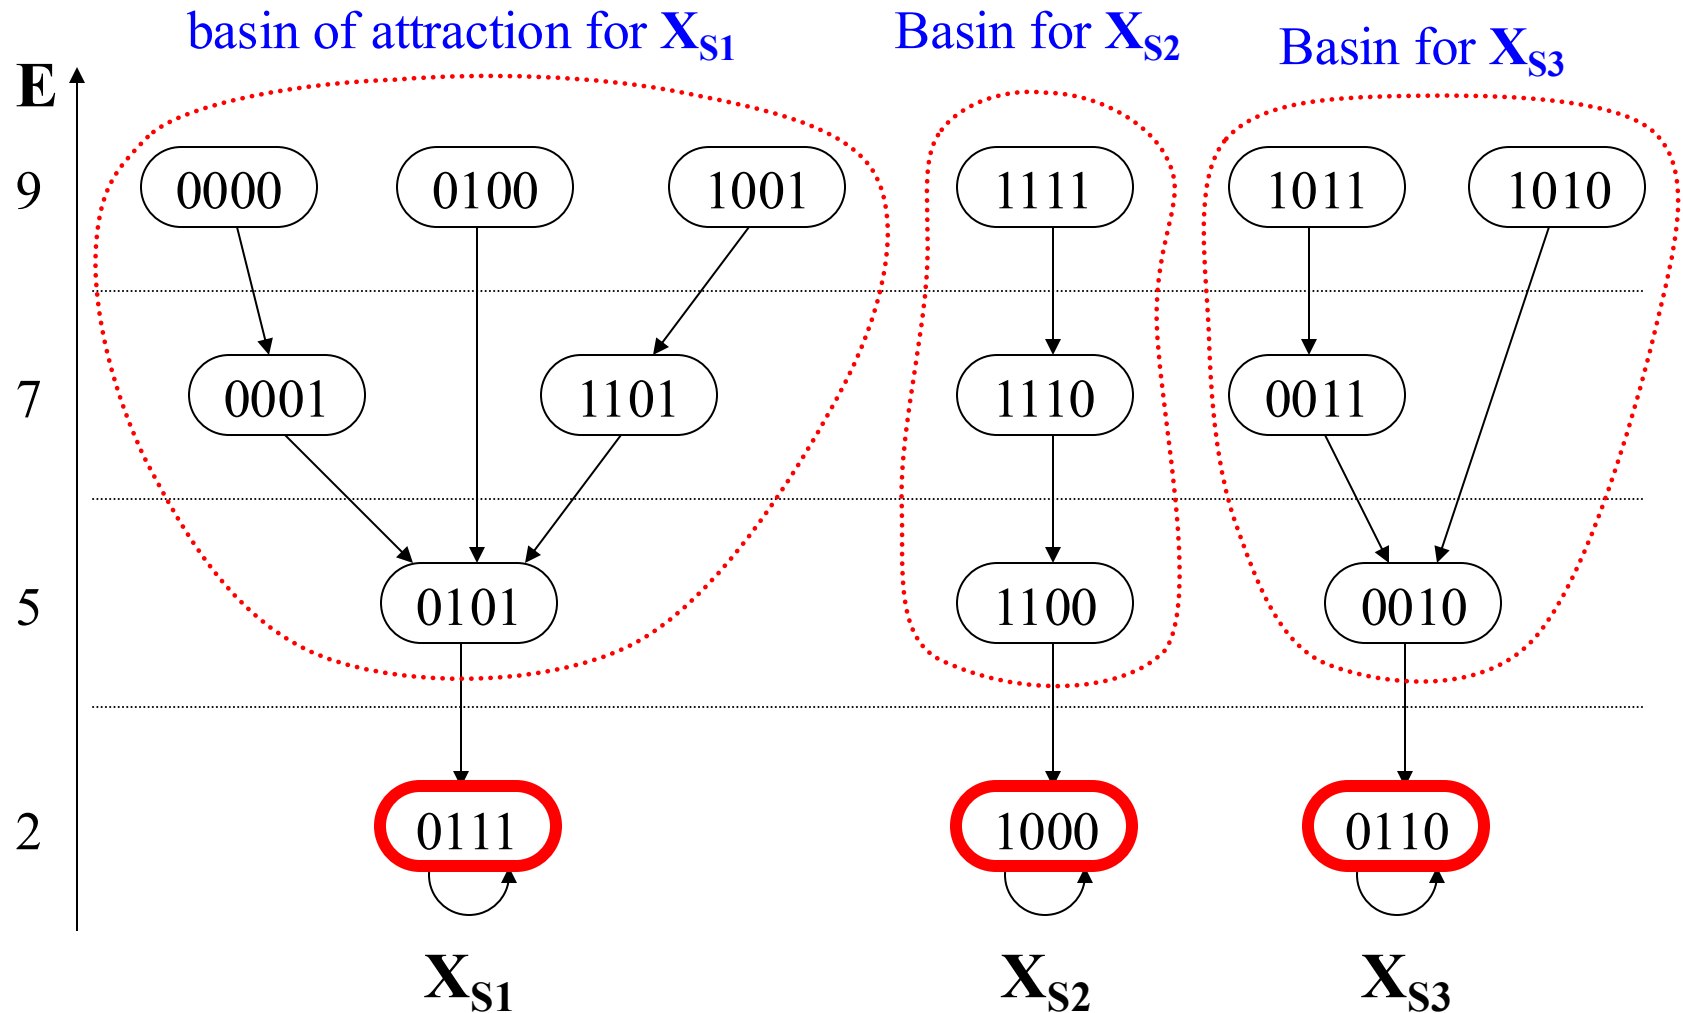 basin of attraction for XS1 Basin for XS2 Basin for XS3
E
9 0000 0100 1001 1111 1011 1010
7 0001 1101 1110 0011
5 0101 1100 0010
2 0111 1000 0110
XS1 XS2 XS3